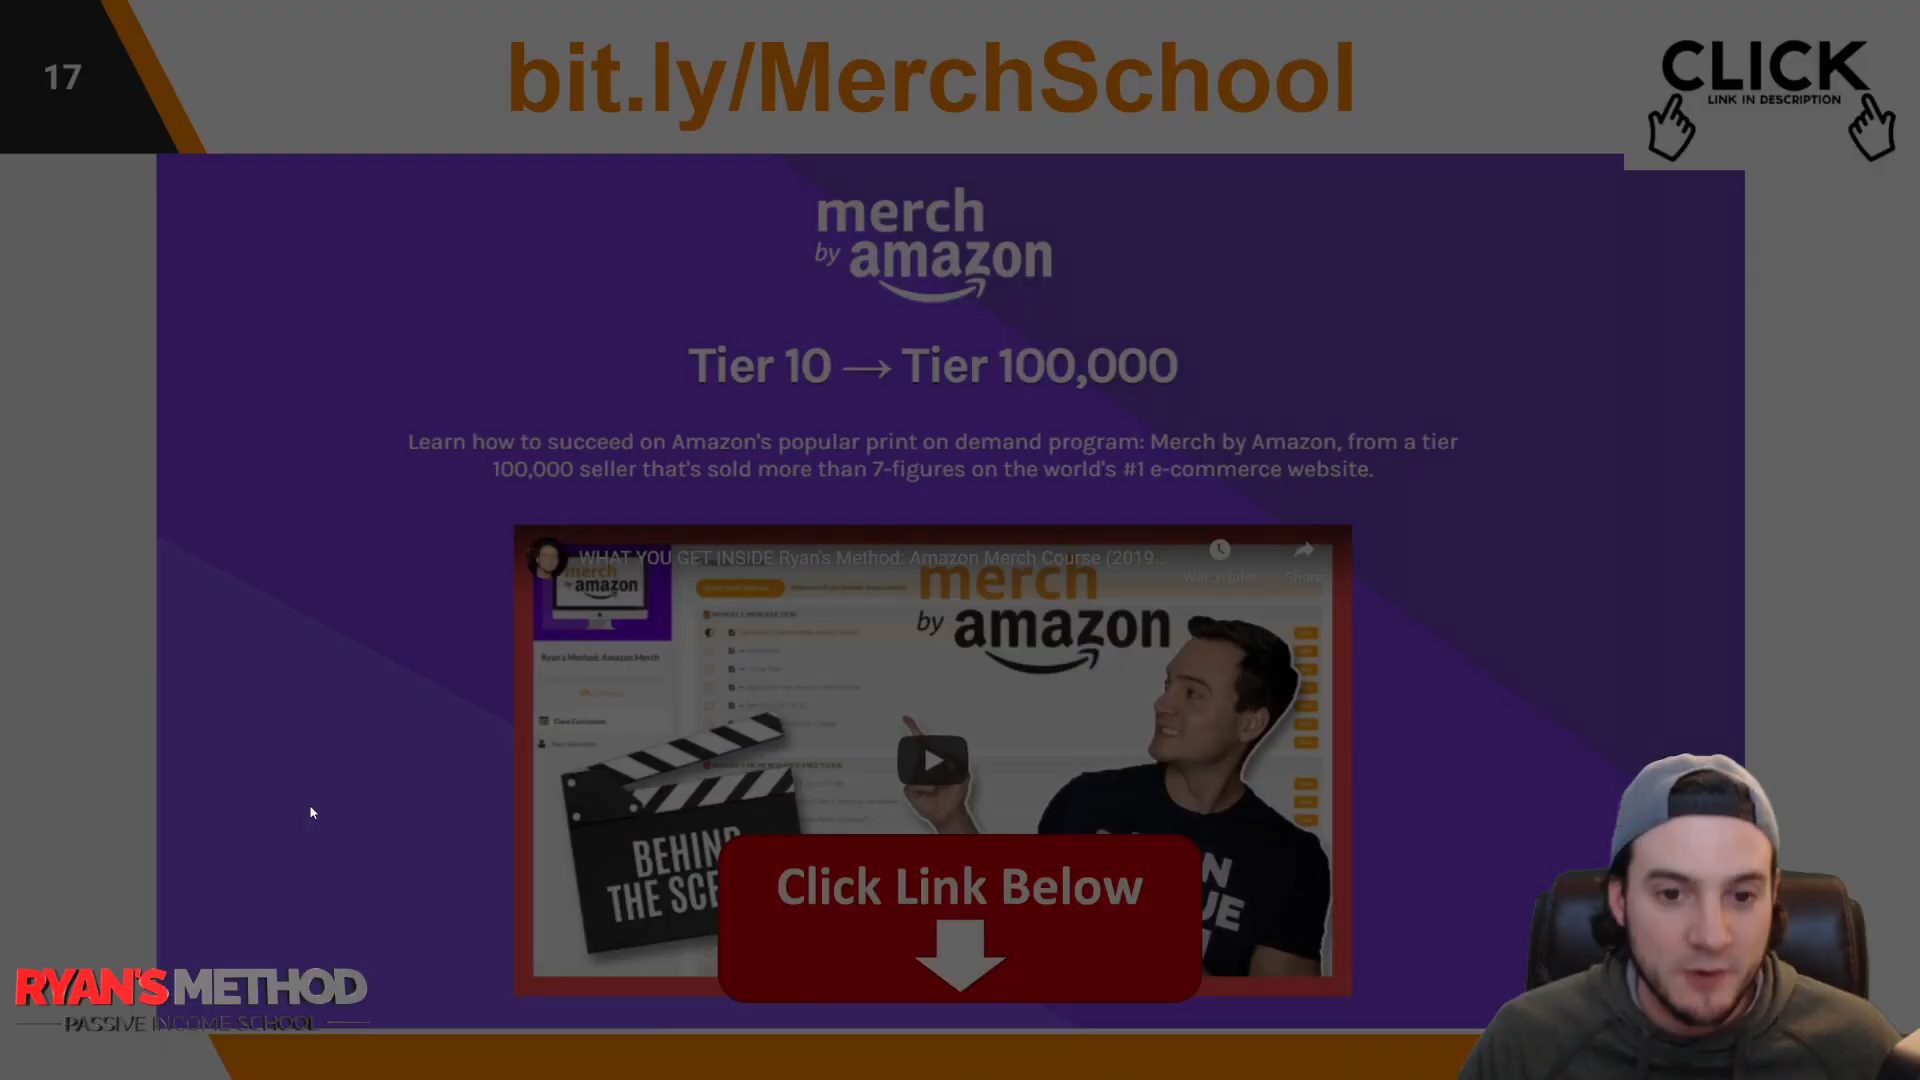 17
bit.ly/MerchSchool
CLICK
LINK IN DESCRIPTION
merch
by amazon
Tier 10 → Tier 100,000
Learn how to succeed on Amazon's popular print on demand program: Merch by Amazon, from a tier
100,000 seller that's sold more than 7-figures on the world's #1 e-commerce website.
WHAT YOU GET INSIDE Ryan's Method: Amazon Merch Course (2019...
Watch later
Share
merch
by amazon
merch
by amazon
Ryan's Method: Amazon Merch
Class Curriculum
BEHIND
THE SCE
Click Link Below
RYAN'S METHOD
PASSIVE INCOME SCHOOL